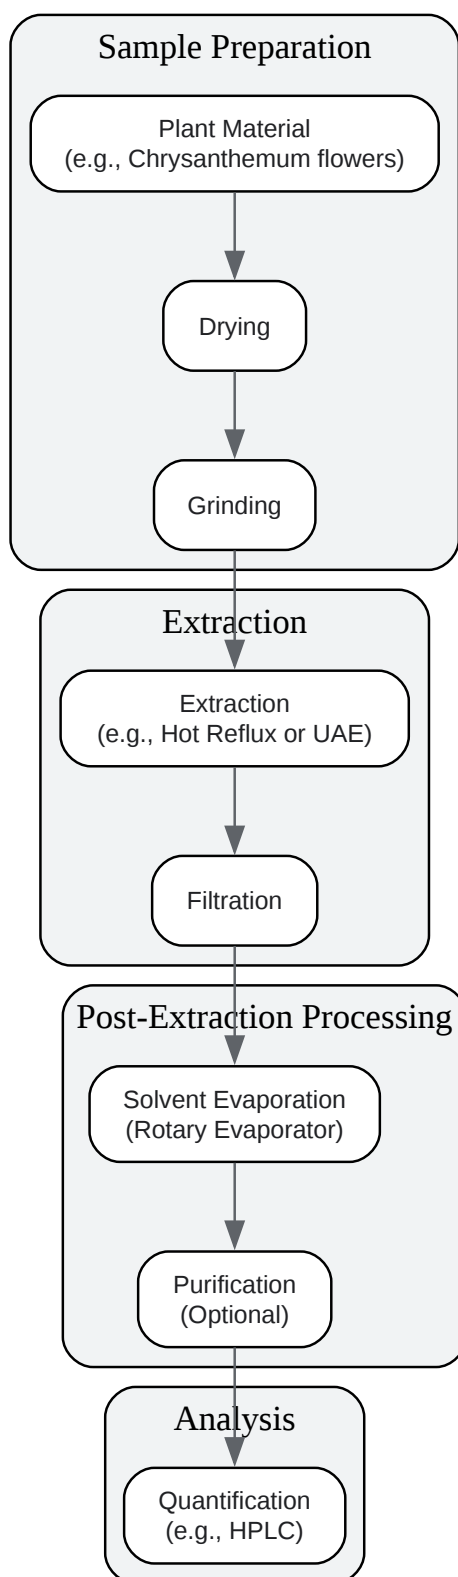 Sample Preparation
Plant Material
(e.g., Chrysanthemum flowers)
Drying
Grinding
Extraction
Extraction
(e.g., Hot Reflux or UAE)
Filtration
Post-Extraction Processing
Solvent Evaporation
(Rotary Evaporator)
Purification
(Optional)
Analysis
Quantification
(e.g., HPLC)